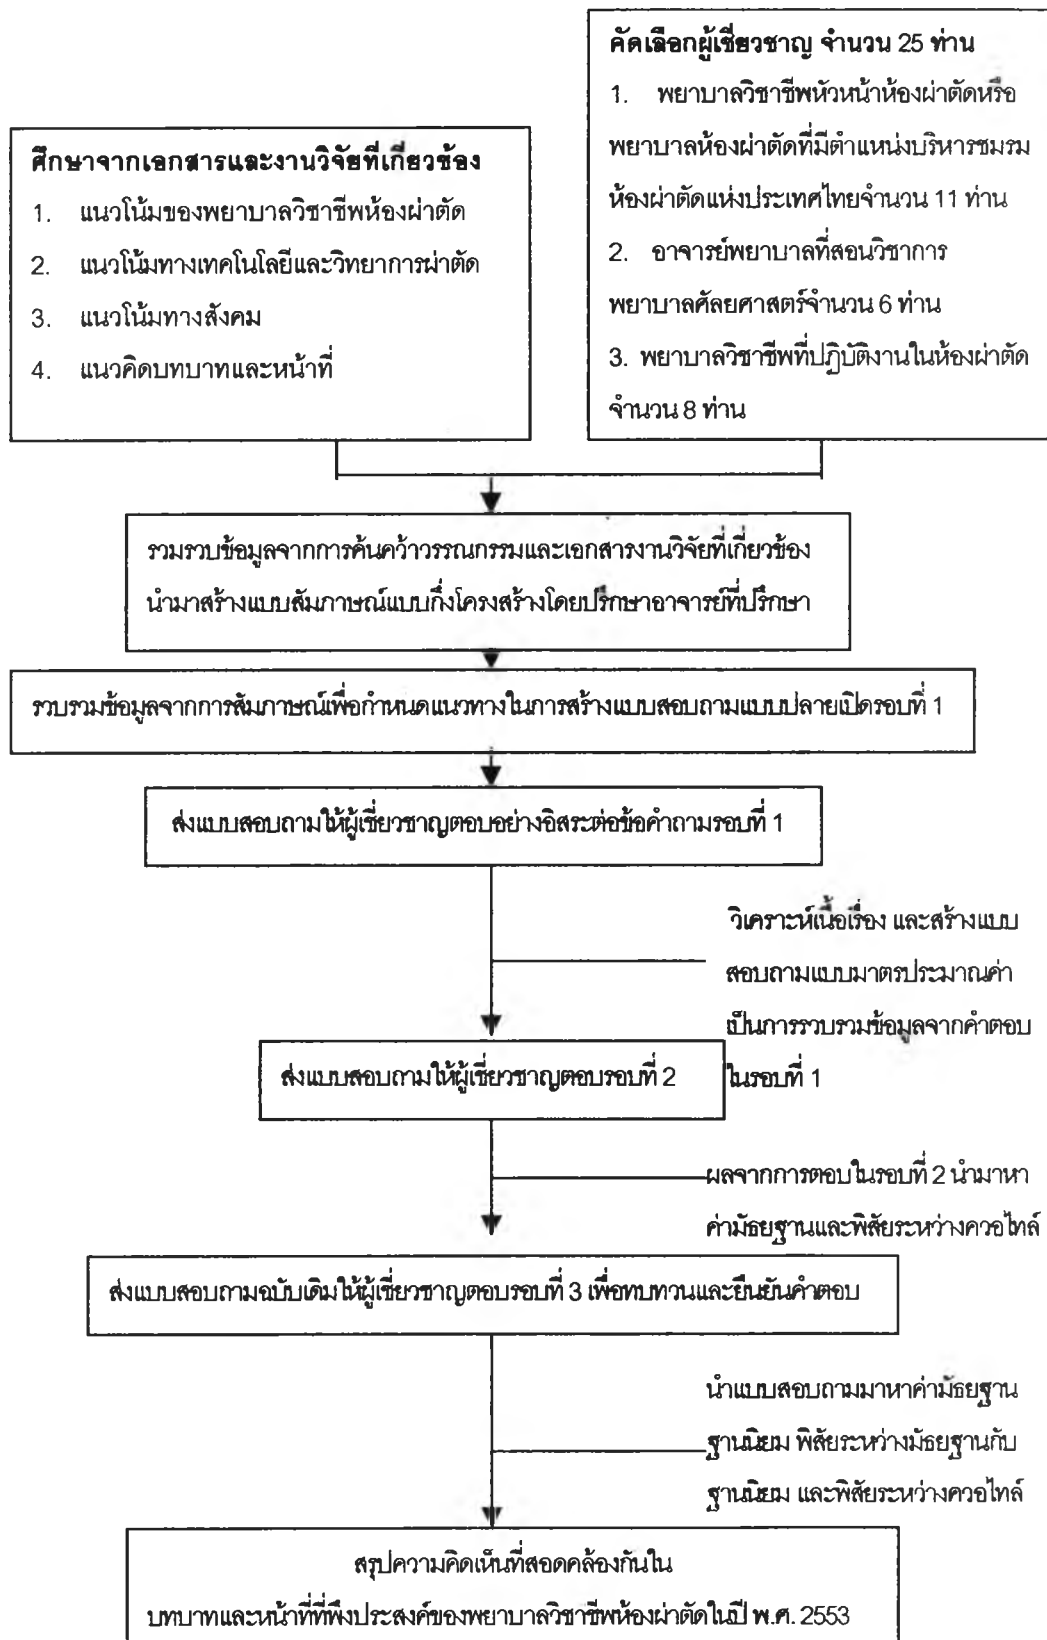 ศึกษาจากเอกสารและงานวิจัยที่เกี่ยวข้อง
1. แนวโน้มของพยาบาลวิชาชีพห้องผ่าตัด
2. แนวโน้มทางเทคโนโลยีและวิทยาการผ่าตัด
3. แนวโน้มทางสังคม
4. แนวคิดบทบาทและหน้าที่
คัดเลือกผู้เชี่ยวชาญ จำนวน 25 ท่าน
1. พยาบาลวิชาชีพหัวหน้าห้องผ่าตัดหรือ
พยาบาลห้องผ่าตัดที่มีตำแหน่งบริหารชมรม
ห้องผ่าตัดแห่งประเทศไทยจำนวน 11 ท่าน
2. อาจารย์พยาบาลที่สอนวิชาการ
พยาบาลศัลยศาสตร์จำนวน 6 ท่าน
3. พยาบาลวิชาชีพที่ปฏิบัติงานในห้องผ่าตัด
จำนวน 8 ท่าน
รวมรวบข้อมูลจากการค้นคว้าวรรณกรรมและเอกสารงานวิจัยที่เกี่ยวข้อง
นำมาสร้างแบบสัมภาษณ์แบบกึ่งโครงสร้างโดยปรึกษาอาจารย์ที่ปรึกษา
รวบรวมข้อมูลจากการสัมภาษณ์เพื่อกำหนดแนวทางในการสร้างแบบสอบถามแบบปลายเปิดรอบที่ 1
ส่งแบบสอบถามให้ผู้เชี่ยวชาญตอบอย่างอิสระต่อข้อคำถามรอบที่ 1
วิเคราะห์เนื้อเรื่อง และสร้างแบบ
สอบถามแบบมาตรประมาณค่า
เป็นการรวบรวมข้อมูลจากคำตอบ
ในรอบที่ 1
ส่งแบบสอบถามให้ผู้เชี่ยวชาญตอบรอบที่ 2
ผลจากการตอบในรอบที่ 2 นำมาหา
ค่ามัธยฐานและพิสัยระหว่างควอไทล์
ส่งแบบสอบถามฉบับเดิมให้ผู้เชี่ยวชาญตอบรอบที่ 3 เพื่อทบทวนและยืนยันคำตอบ
นำแบบสอบถามมาหาค่ามัธยฐาน
ฐานนิยม พิสัยระหว่างมัธยฐานกับ
ฐานนิยม และพิสัยระหว่างควอไทล์
สรุปความคิดเห็นที่สอดคล้องกันใน
บทบาทและหน้าที่ที่พึงประสงค์ของพยาบาลวิชาชีพห้องผ่าตัดในปี พ.ศ. 2553